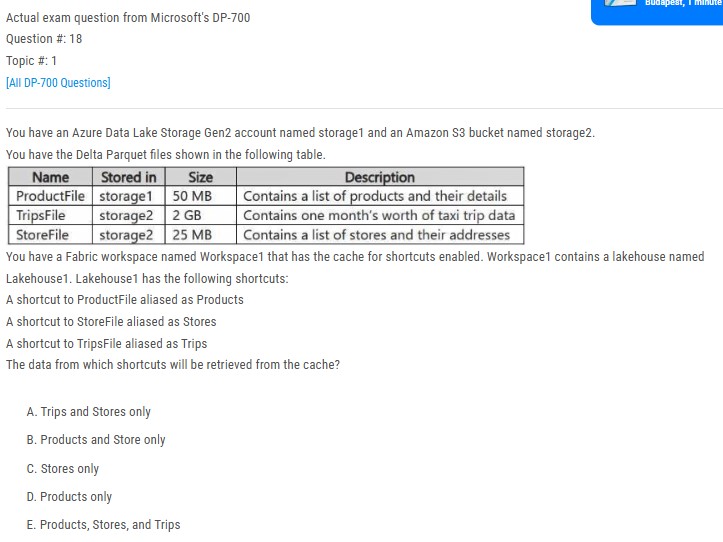 Budapest, 1 minute
Actual exam question from Microsoft's DP-700
Question #: 18
Topic #: 1
[All DP-700 Questions]
You have an Azure Data Lake Storage Gen2 account named storage1 and an Amazon S3 bucket named storage2.
You have the Delta Parquet files shown in the following table.
Name Stored in Size Description
ProductFile storage1 50 MB Contains a list of products and their details
TripsFile storage2 2 GB Contains one month's worth of taxi trip data
StoreFile storage2 25 MB Contains a list of stores and their addresses
You have a Fabric workspace named Workspace1 that has the cache for shortcuts enabled. Workspace1 contains a lakehouse named
Lakehouse1. Lakehouse1 has the following shortcuts:
A shortcut to ProductFile aliased as Products
A shortcut to StoreFile aliased as Stores
A shortcut to TripsFile aliased as Trips
The data from which shortcuts will be retrieved from the cache?
A. Trips and Stores only
B. Products and Store only
C. Stores only
D. Products only
E. Products, Stores, and Trips